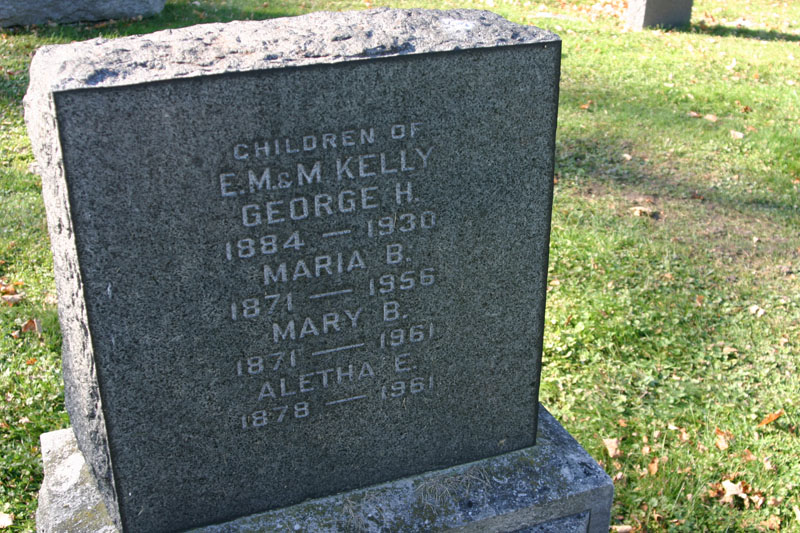 CHILDREN OF
E.M.&M KELLY
GEORGE H.
1884 — 1930
MARIA B.
1871 — 1956
MARY B.
1871 — 1961
ALETHA E.
1878 — 1961